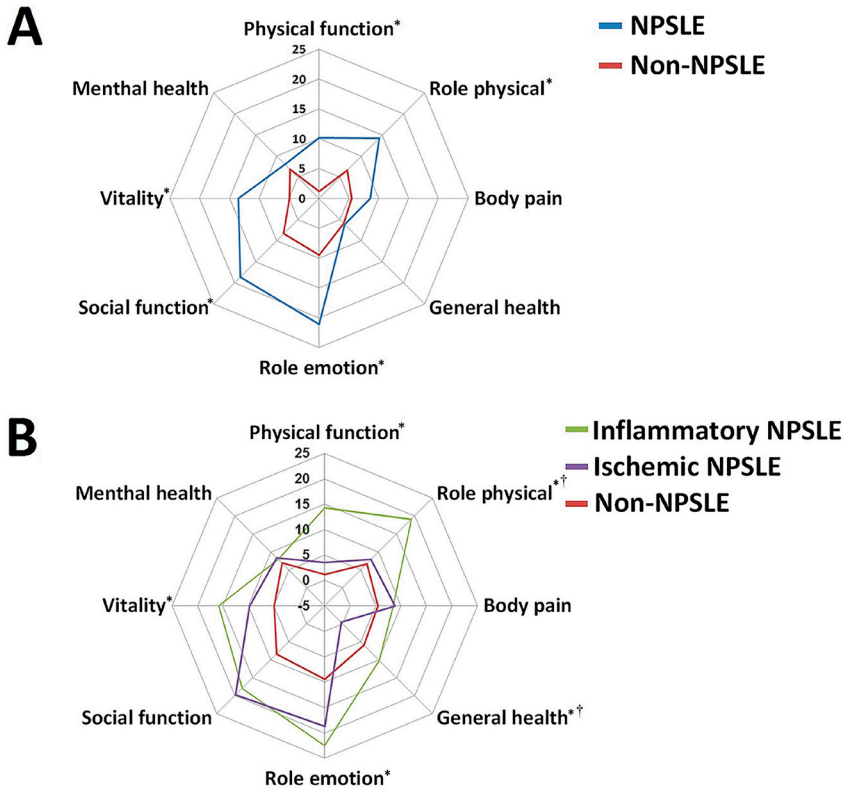 A
Physical function*
NPSLE
Non-NPSLE
Menthal health
Role physical*
25
20
15
10
5
0
Vitality*
Body pain
Social function*
General health
Role emotion*
B
Physical function*
Inflammatory NPSLE
Ischemic NPSLE
Non-NPSLE
Menthal health
Role physical*†
25
20
15
10
5
0
-5
Vitality*
Body pain
Social function
General health*†
Role emotion*